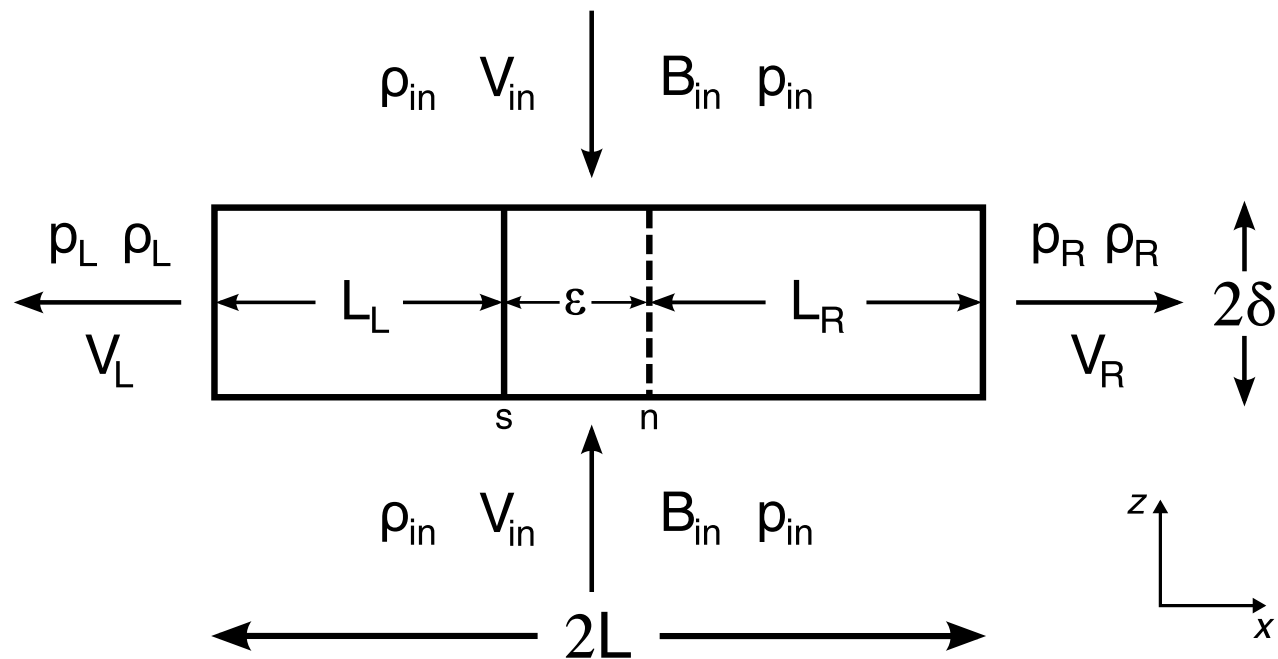 ρin Vin Bin pin
pL ρL
pR ρR
LL ε LR
2δ
VL
VR
s n
ρin Vin Bin pin
z
2L
x